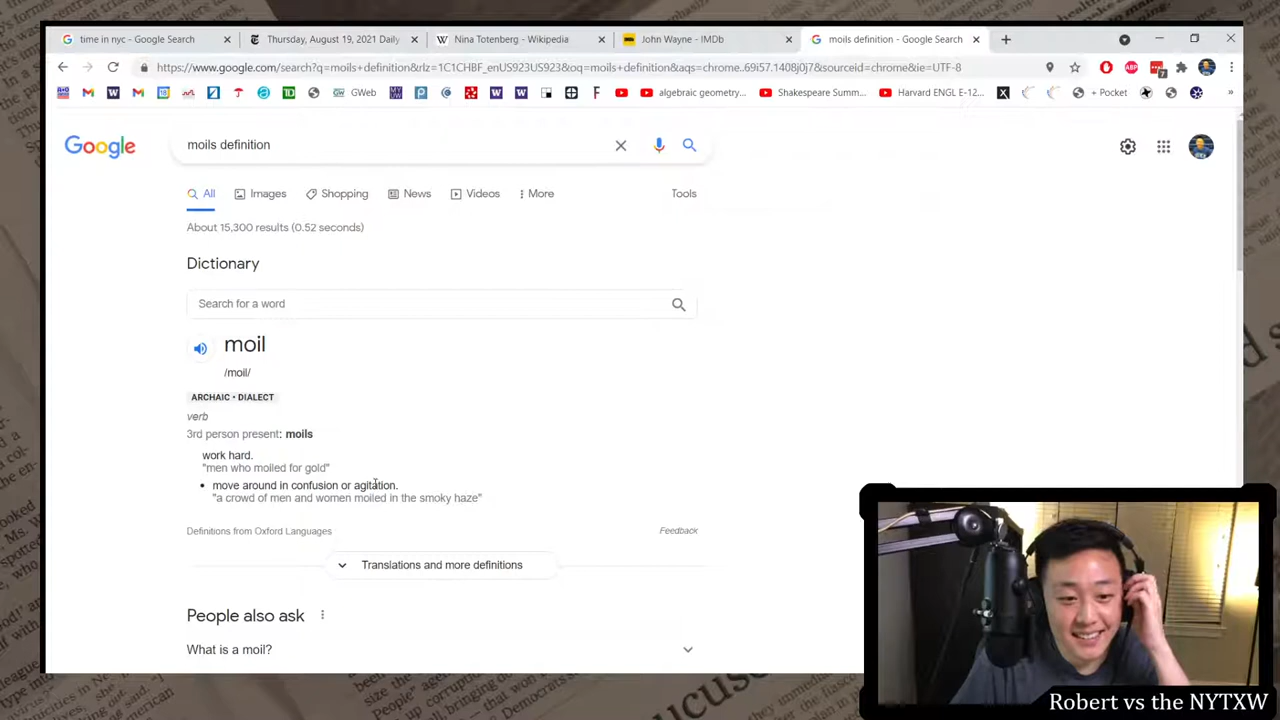 time in nyc - Google Search
Thursday, August 19, 2021 Daily
Nina Totenberg - Wikipedia
John Wayne - IMDb
moils definition - Google Search
https://www.google.com/search?q=moils+definition&rlz=1C1CHBF_enUS923US923&oq=moils+definition&aqs=chrome..69i57.1408j0j7&sourceid=chrome&ie=UTF-8
GWeb
algebraic geometry...
Shakespeare Summ...
Harvard ENGL E-12...
+ Pocket
Google
moils definition
All
Images
Shopping
News
Videos
More
Tools
About 15,300 results (0.52 seconds)
Dictionary
Search for a word
moil
/moil/
ARCHAIC • DIALECT
verb
3rd person present: moils
work hard.
"men who moiled for gold"
• move around in confusion or agitation.
"a crowd of men and women moiled in the smoky haze"
Definitions from Oxford Languages
Feedback
Translations and more definitions
People also ask
What is a moil?
Robert vs the NYTXW